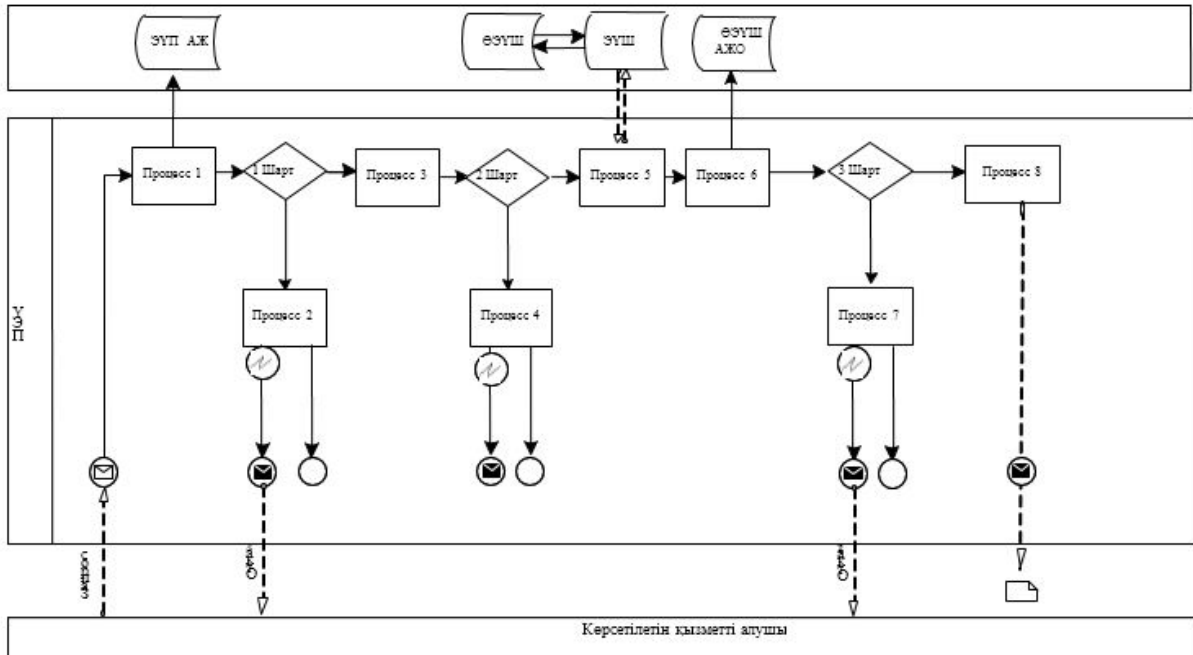 ЭҮП АЖ
ӨЭҮШ
ЭҮШ
ӨЭҮШ
АЖО
Процесс 1
1 Шарт
Процесс 3
2 Шарт
Процесс 5
Процесс 6
3 Шарт
Процесс 8
Процесс 2
Процесс 4
Процесс 7
Көрсетілетін қызметті алушы